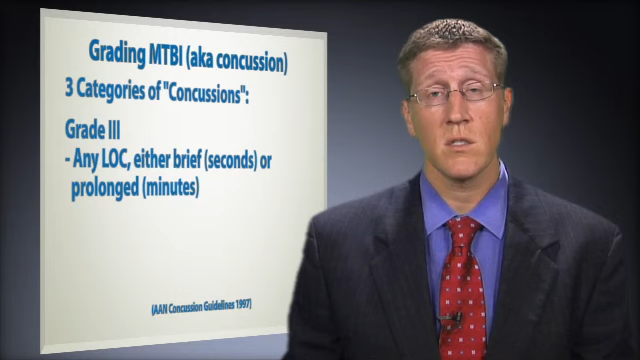 Grading MTBI (aka concussion)
3 Categories of "Concussions":
Grade III
- Any LOC, either brief (seconds) or
prolonged (minutes)
(AAN Concussion Guidelines 1997)